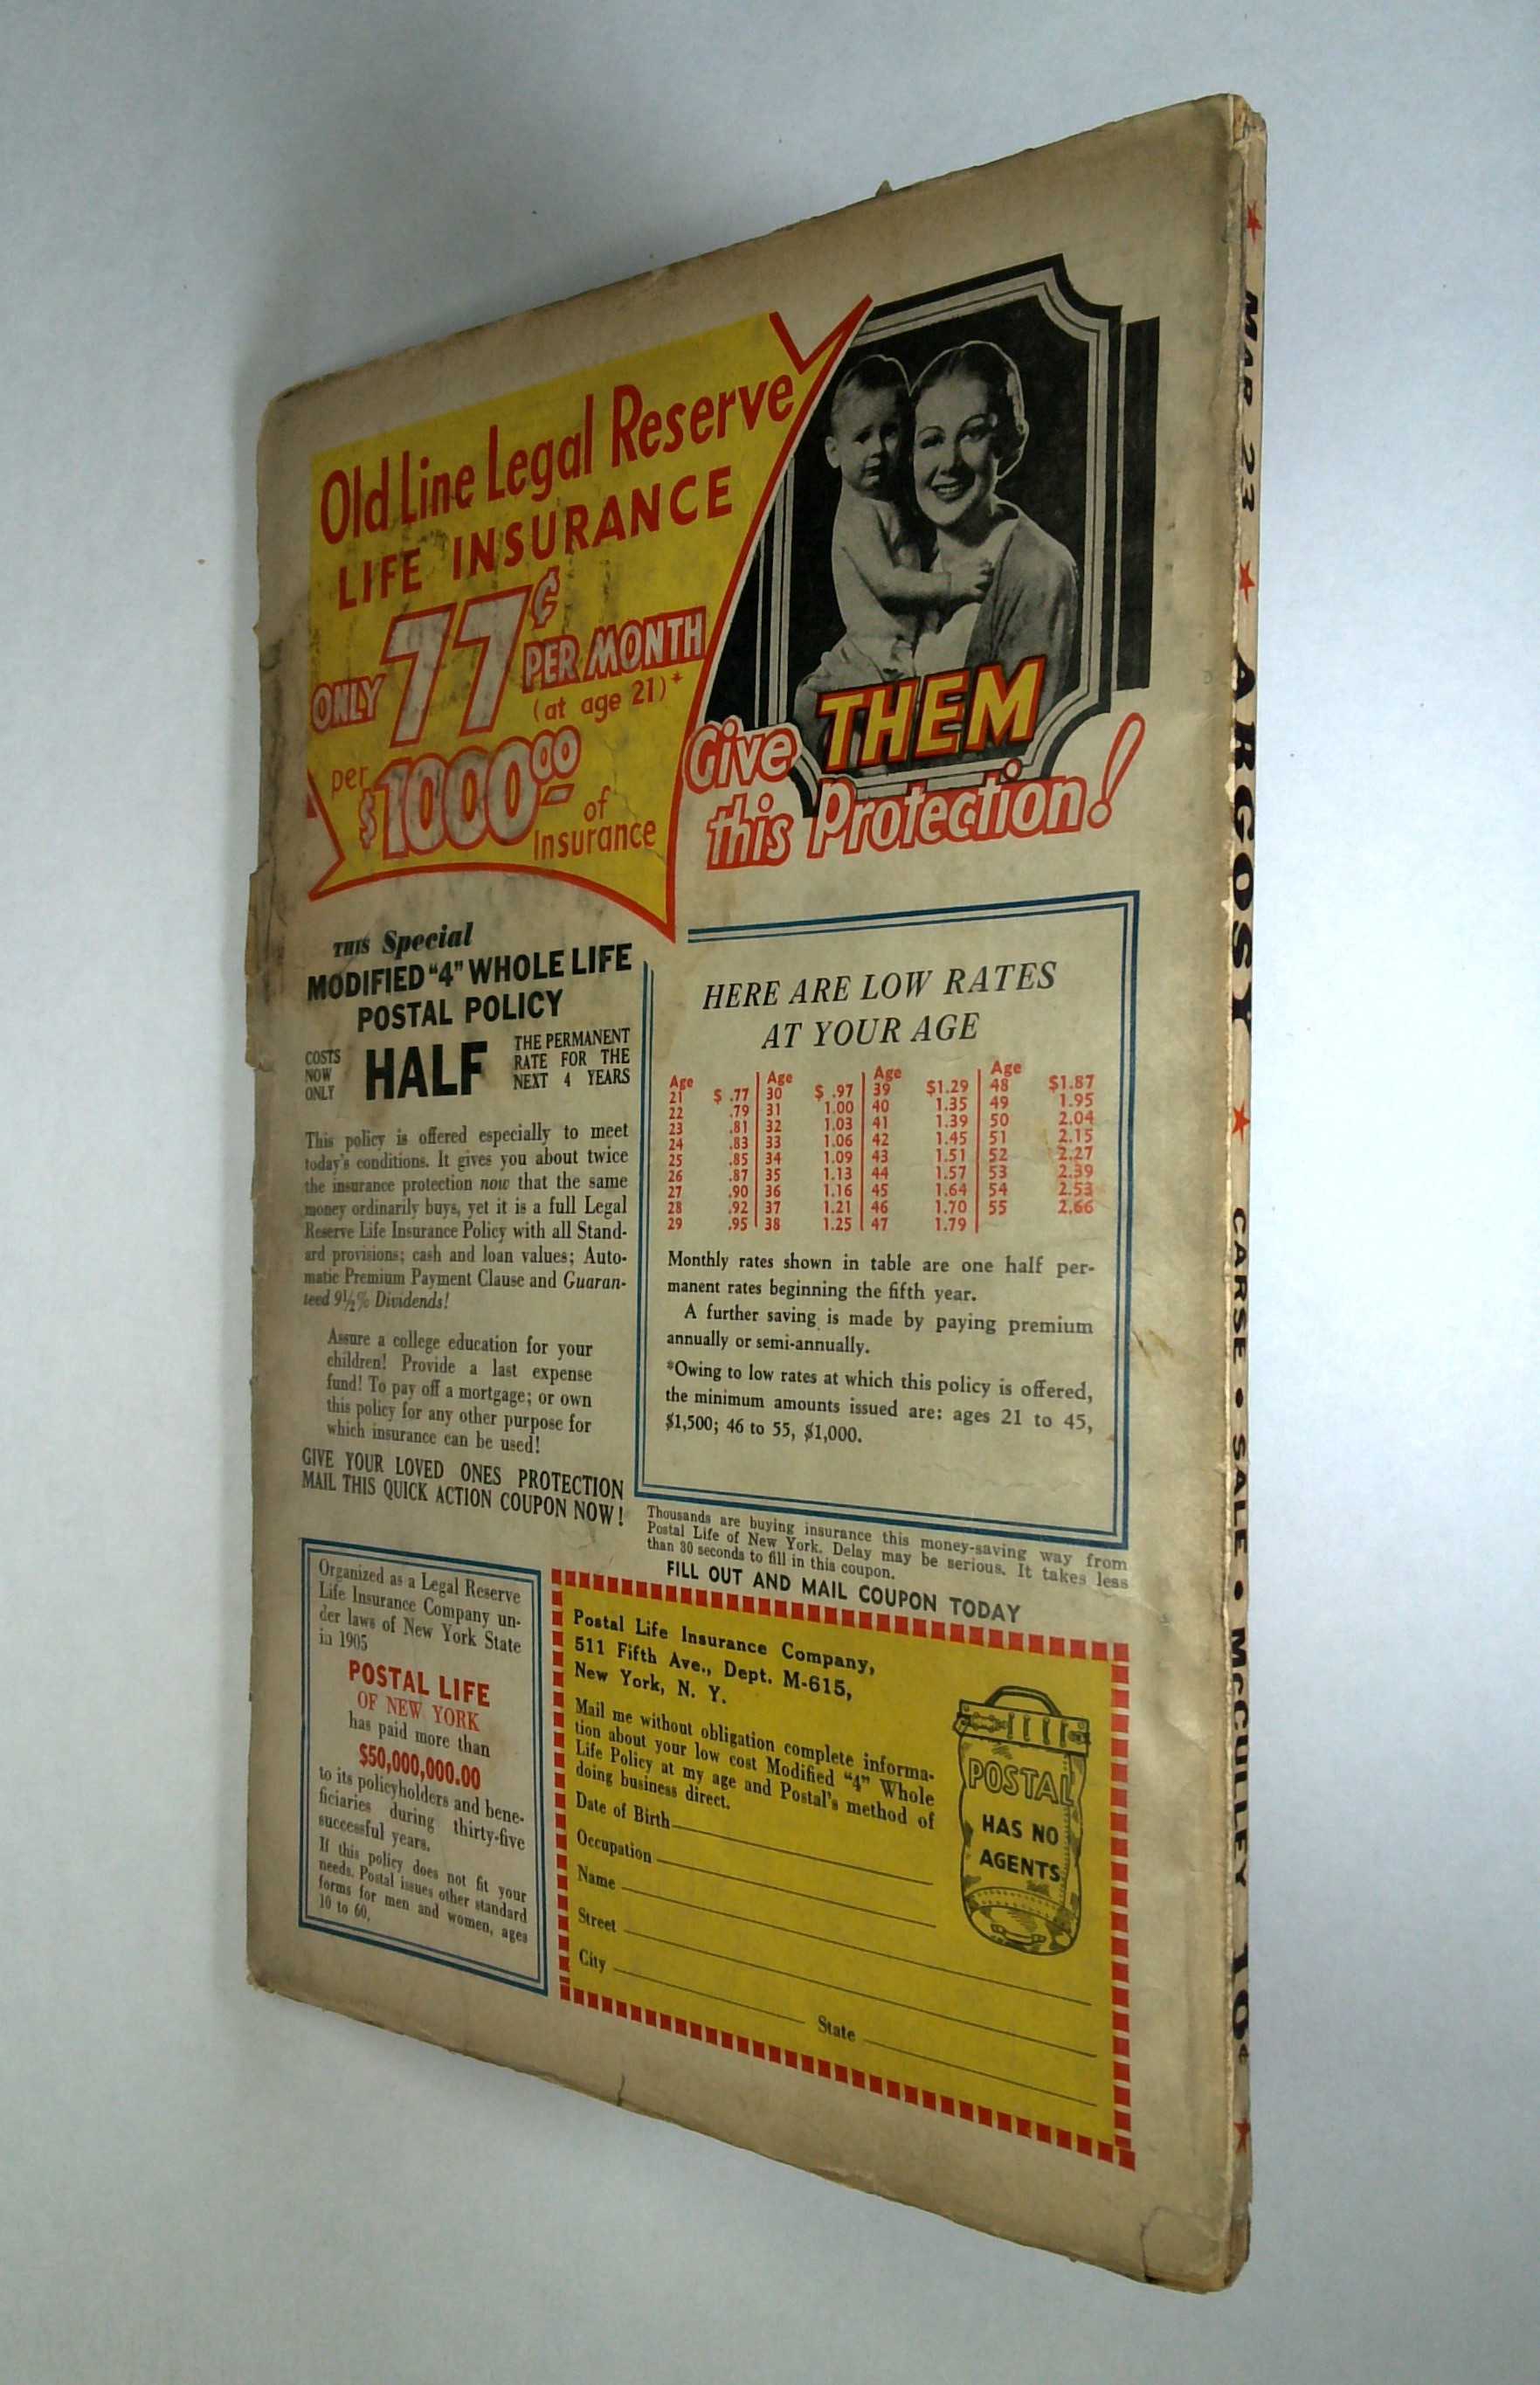 Old Line Legal Reserve
LIFE INSURANCE
ONLY 77¢ PER MONTH
(at age 21)*
per $1000.00 of
Insurance
Give THEM
this Protection!
THIS Special
MODIFIED "4" WHOLE LIFE
POSTAL POLICY
COSTS
NOW
ONLY
HALF
THE PERMANENT
RATE FOR THE
NEXT 4 YEARS
This policy is offered especially to meet
today's conditions. It gives you about twice
the insurance protection now that the same
money ordinarily buys, yet it is a full Legal
Reserve Life Insurance Policy with all Stand-
ard provisions; cash and loan values; Auto-
matic Premium Payment Clause and Guaran-
teed 9½% Dividends!
Assure a college education for your
children! Provide a last expense
fund! To pay off a mortgage; or own
this policy for any other purpose for
which insurance can be used!
GIVE YOUR LOVED ONES PROTECTION
MAIL THIS QUICK ACTION COUPON NOW!
HERE ARE LOW RATES
AT YOUR AGE
Age Age Age Age
21 $ .77 30 $ .97 39 $1.29 48 $1.87
22 .79 31 1.00 40 1.35 49 1.95
23 .81 32 1.03 41 1.39 50 2.04
24 .83 33 1.06 42 1.45 51 2.15
25 .85 34 1.09 43 1.51 52 2.27
26 .87 35 1.13 44 1.57 53 2.39
27 .90 36 1.16 45 1.64 54 2.53
28 .92 37 1.21 46 1.70 55 2.66
29 .95 38 1.25 47 1.79
Monthly rates shown in table are one half per-
manent rates beginning the fifth year.
A further saving is made by paying premium
annually or semi-annually.
*Owing to low rates at which this policy is offered,
the minimum amounts issued are: ages 21 to 45,
$1,500; 46 to 55, $1,000.
Thousands are buying insurance this money-saving way from
Postal Life of New York. Delay may be serious. It takes less
than 30 seconds to fill in this coupon.
FILL OUT AND MAIL COUPON TODAY
Organized as a Legal Reserve
Life Insurance Company un-
der laws of New York State
in 1905
POSTAL LIFE
OF NEW YORK
has paid more than
$50,000,000.00
to its policyholders and bene-
ficiaries during thirty-five
successful years.
If this policy does not fit your
needs, Postal issues other standard
forms for men and women, ages
10 to 60.
Postal Life Insurance Company,
511 Fifth Ave., Dept. M-615,
New York, N. Y.
Mail me without obligation complete informa-
tion about your low cost Modified "4" Whole
Life Policy at my age and Postal's method of
doing business direct.
Date of Birth
Occupation
Name
Street
City State
POSTAL
HAS NO
AGENTS
MAR 23 ★ ARGOSY ★ CARSE • SALE • McCULLEY 10¢